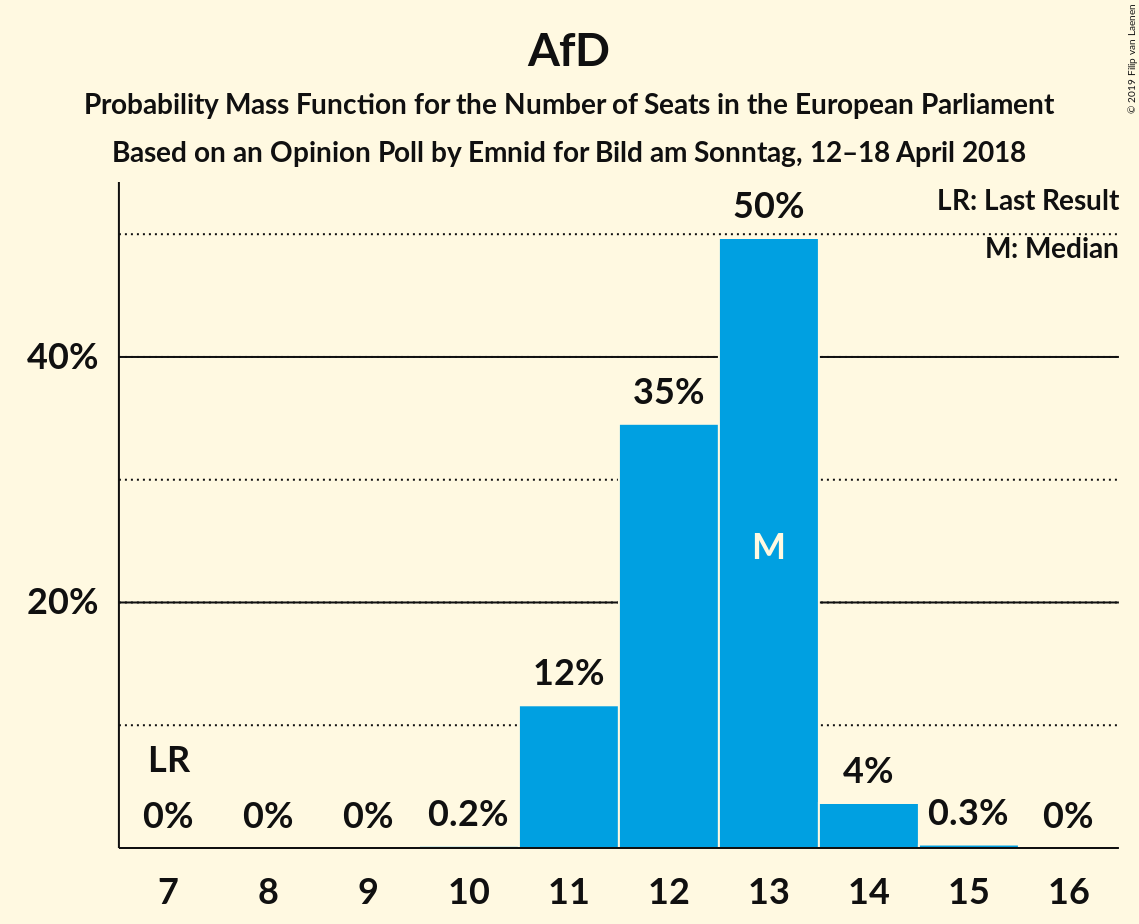 AfD
Probability Mass Function for the Number of Seats in the European Parliament
Based on an Opinion Poll by Emnid for Bild am Sonntag, 12–18 April 2018
© 2019 Filip van Laenen
LR: Last Result
M: Median
50%
40%
35%
M
20%
12%
LR
4%
0% 0% 0% 0.2% 0.3% 0%
7 8 9 10 11 12 13 14 15 16